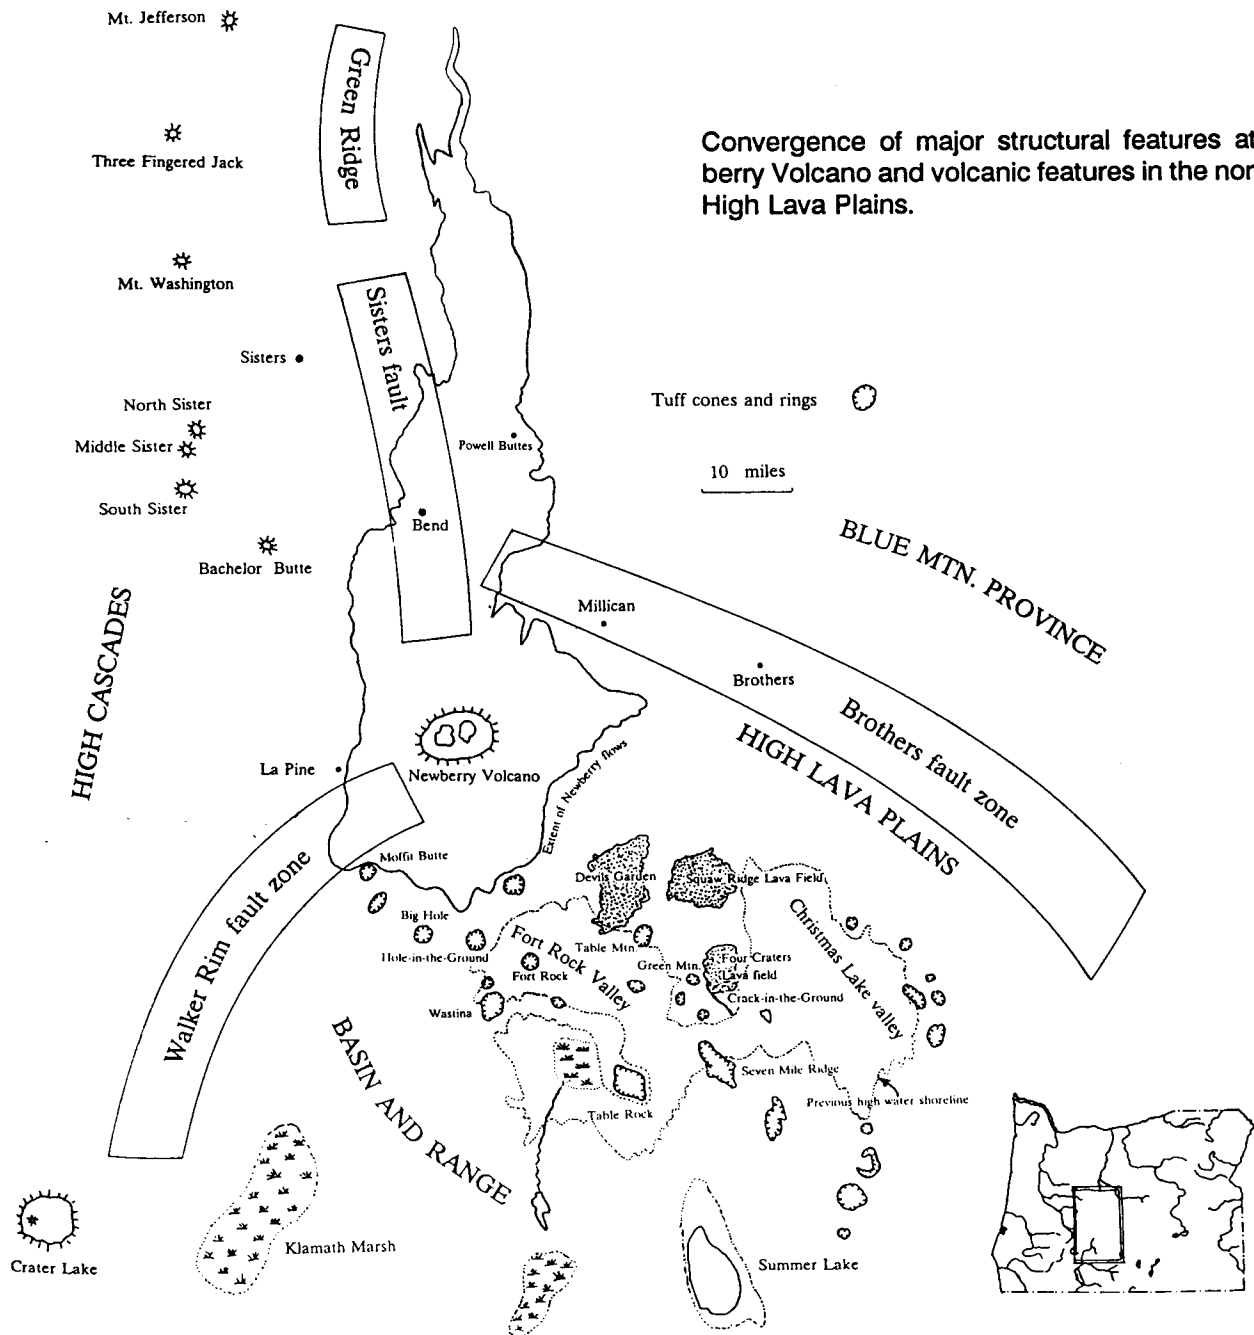 Mt. Jefferson
Green Ridge
Three Fingered Jack
Convergence of major structural features at
berry Volcano and volcanic features in the nor
High Lava Plains.
Mt. Washington
Sisters fault
Sisters
North Sister
Middle Sister
South Sister
Powell Buttes
Tuff cones and rings
10 miles
Bend
Bachelor Butte
BLUE MTN. PROVINCE
HIGH CASCADES
Millican
Brothers
Brothers fault zone
HIGH LAVA PLAINS
La Pine
Newberry Volcano
Extent of Newberry flows
Walker Rim fault zone
Moffit Butte
Devils Garden
Squaw Ridge Lava Field
Big Hole
Hole-in-the-Ground
Fort Rock Valley
Table Mtn.
Green Mtn.
Four Craters
Lava field
Christmas Lake valley
Fort Rock
Crack-in-the-Ground
Wastina
BASIN AND RANGE
Seven Mile Ridge
Table Rock
Previous high water shoreline
Crater Lake
Klamath Marsh
Summer Lake